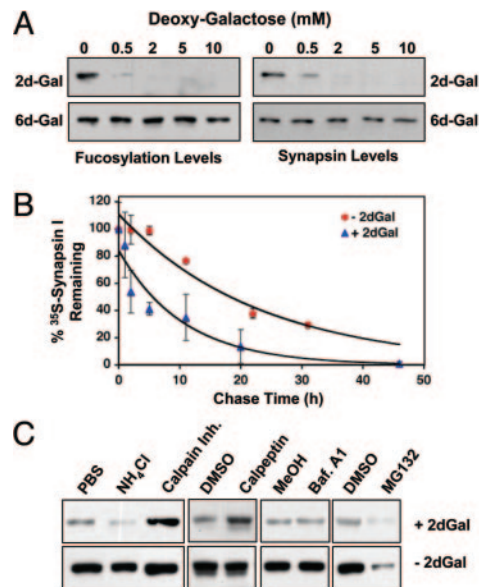 A
Deoxy-Galactose (mM)
0 0.5 2 5 10 0 0.5 2 5 10
2d-Gal 2d-Gal
6d-Gal 6d-Gal
Fucosylation Levels Synapsin Levels
B
% ³⁵S-Synapsin I
Remaining
120
100
80
60
40
20
0
- 2dGal
+ 2dGal
0 10 20 30 40 50
Chase Time (h)
C
PBS NH₄Cl Calpain Inh. DMSO Calpeptin MeOH Baf. A1 DMSO MG132
+ 2dGal
- 2dGal